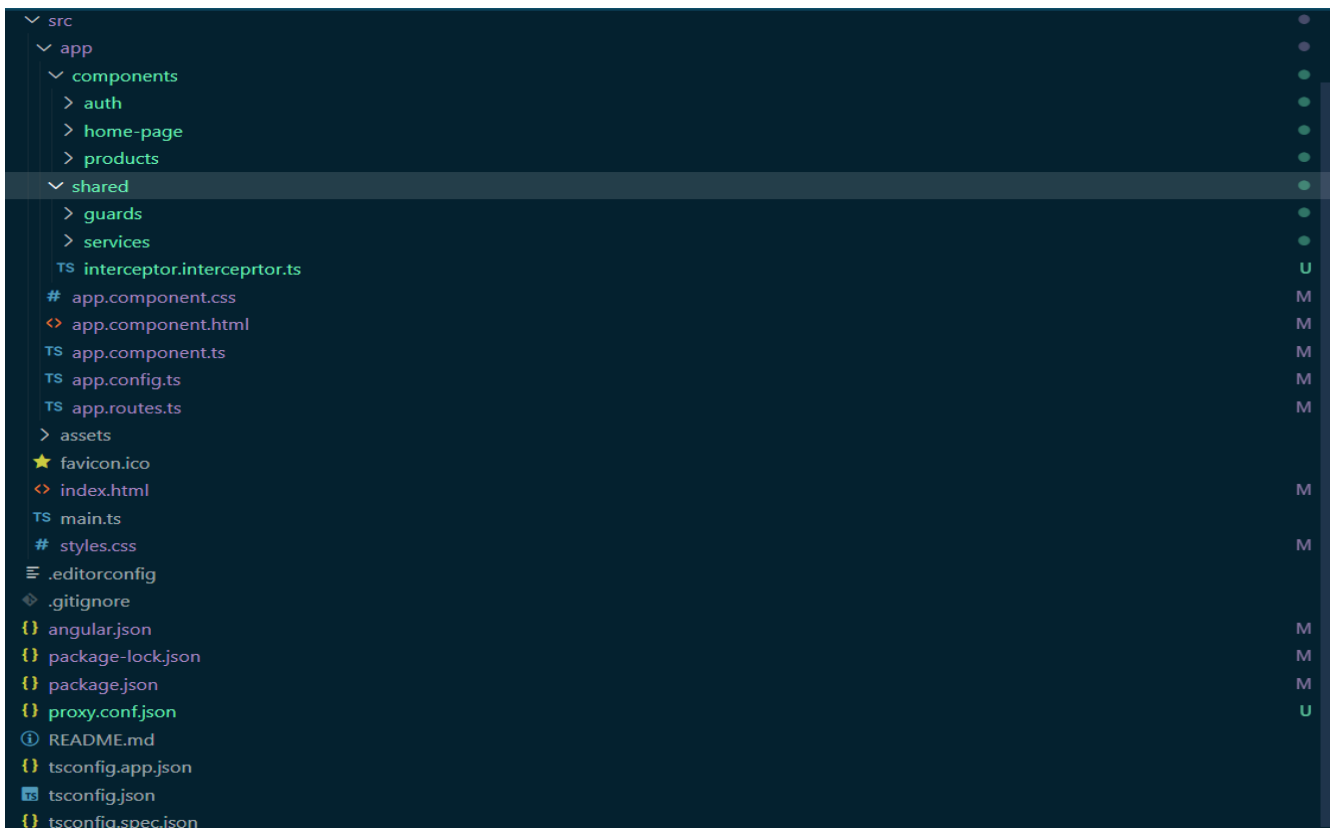 src
app
components
auth
home-page
products
shared
guards
services
TS interceptor.interceprtor.ts U
# app.component.css M
<> app.component.html M
TS app.component.ts M
TS app.config.ts M
TS app.routes.ts M
assets
favicon.ico
<> index.html M
TS main.ts
# styles.css M
.editorconfig
.gitignore
{} angular.json M
{} package-lock.json M
{} package.json M
{} proxy.conf.json U
README.md
{} tsconfig.app.json
TS tsconfig.json
{} tsconfig.spec.json